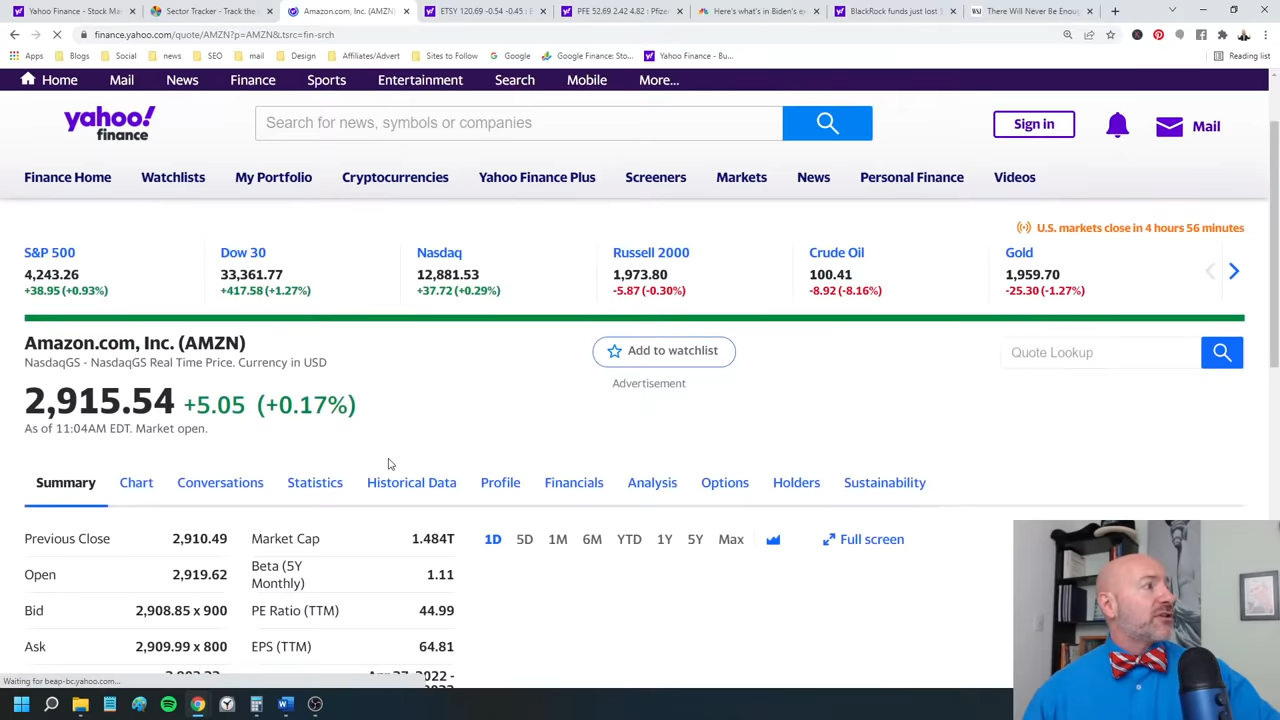 Yahoo Finance - Stock Ma
Sector Tracker - Track the
Amazon.com, Inc. (AMZN)
ETSY 120.69 -0.54 -0.45 : E
PFE 52.69 2.42 4.82 : Pfizer
Here's what's in Biden's ex
BlackRock funds just lost
There Will Never Be Enou
finance.yahoo.com/quote/AMZN?p=AMZN&.tsrc=fin-srch
Apps Blogs Social news SEO mail Design Affiliates/Advert Sites to Follow Google Google Finance: Sto... Yahoo Finance - Bu... Reading list
Home Mail News Finance Sports Entertainment Search Mobile More...
yahoo!
finance
Search for news, symbols or companies
Sign in
Mail
Finance Home Watchlists My Portfolio Cryptocurrencies Yahoo Finance Plus Screeners Markets News Personal Finance Videos
U.S. markets close in 4 hours 56 minutes
S&P 500 Dow 30 Nasdaq Russell 2000 Crude Oil Gold
4,243.26 33,361.77 12,881.53 1,973.80 100.41 1,959.70
+38.95 (+0.93%) +417.58 (+1.27%) +37.72 (+0.29%) -5.87 (-0.30%) -8.92 (-8.16%) -25.30 (-1.27%)
Amazon.com, Inc. (AMZN)
NasdaqGS - NasdaqGS Real Time Price. Currency in USD
Add to watchlist
Quote Lookup
Advertisement
2,915.54 +5.05 (+0.17%)
As of 11:04AM EDT. Market open.
Summary Chart Conversations Statistics Historical Data Profile Financials Analysis Options Holders Sustainability
Previous Close 2,910.49 Market Cap 1.484T
1D 5D 1M 6M YTD 1Y 5Y Max Full screen
Open 2,919.62 Beta (5Y Monthly) 1.11
Bid 2,908.85 x 900 PE Ratio (TTM) 44.99
Ask 2,909.99 x 800 EPS (TTM) 64.81
Waiting for beap-bc.yahoo.com...